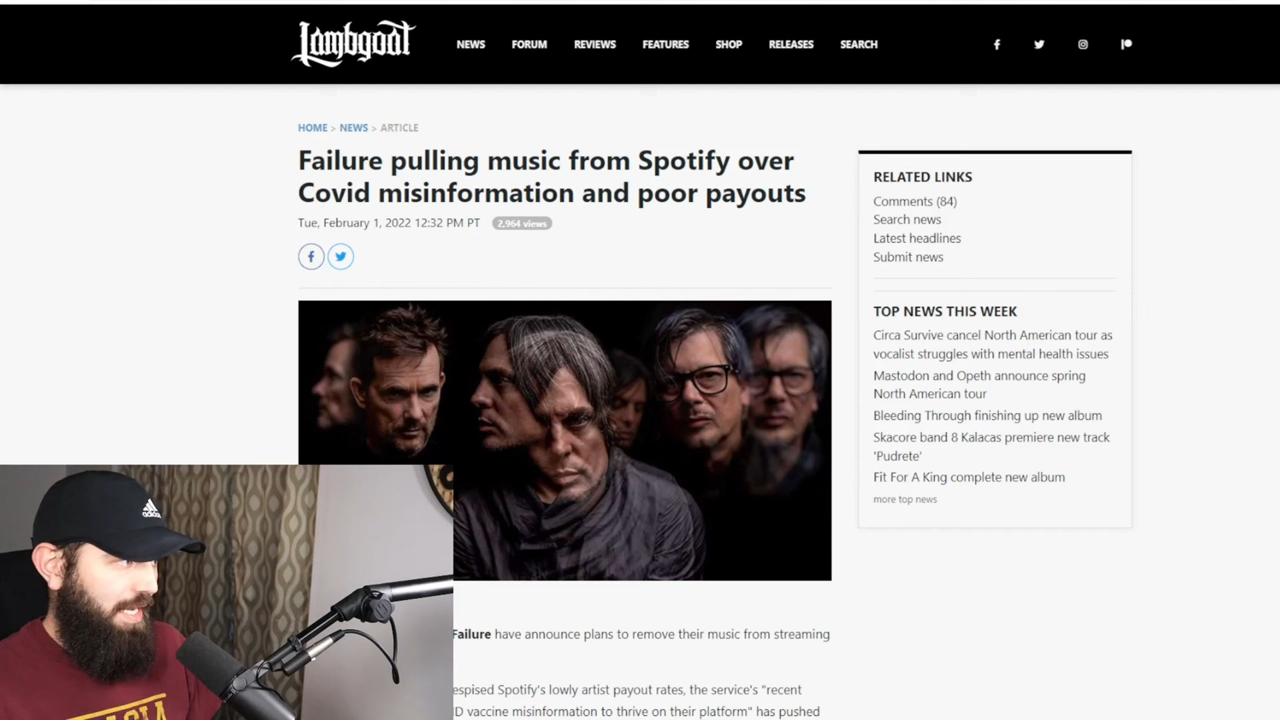 Lambgoat
NEWS FORUM REVIEWS FEATURES SHOP RELEASES SEARCH
HOME > NEWS > ARTICLE
Failure pulling music from Spotify over
Covid misinformation and poor payouts
Tue, February 1, 2022 12:32 PM PT 2,964 views
Failure have announce plans to remove their music from streaming
espised Spotify's lowly artist payout rates, the service's "recent
D vaccine misinformation to thrive on their platform" has pushed
RELATED LINKS
Comments (84)
Search news
Latest headlines
Submit news
TOP NEWS THIS WEEK
Circa Survive cancel North American tour as
vocalist struggles with mental health issues
Mastodon and Opeth announce spring
North American tour
Bleeding Through finishing up new album
Skacore band 8 Kalacas premiere new track
'Pudrete'
Fit For A King complete new album
more top news
adidas